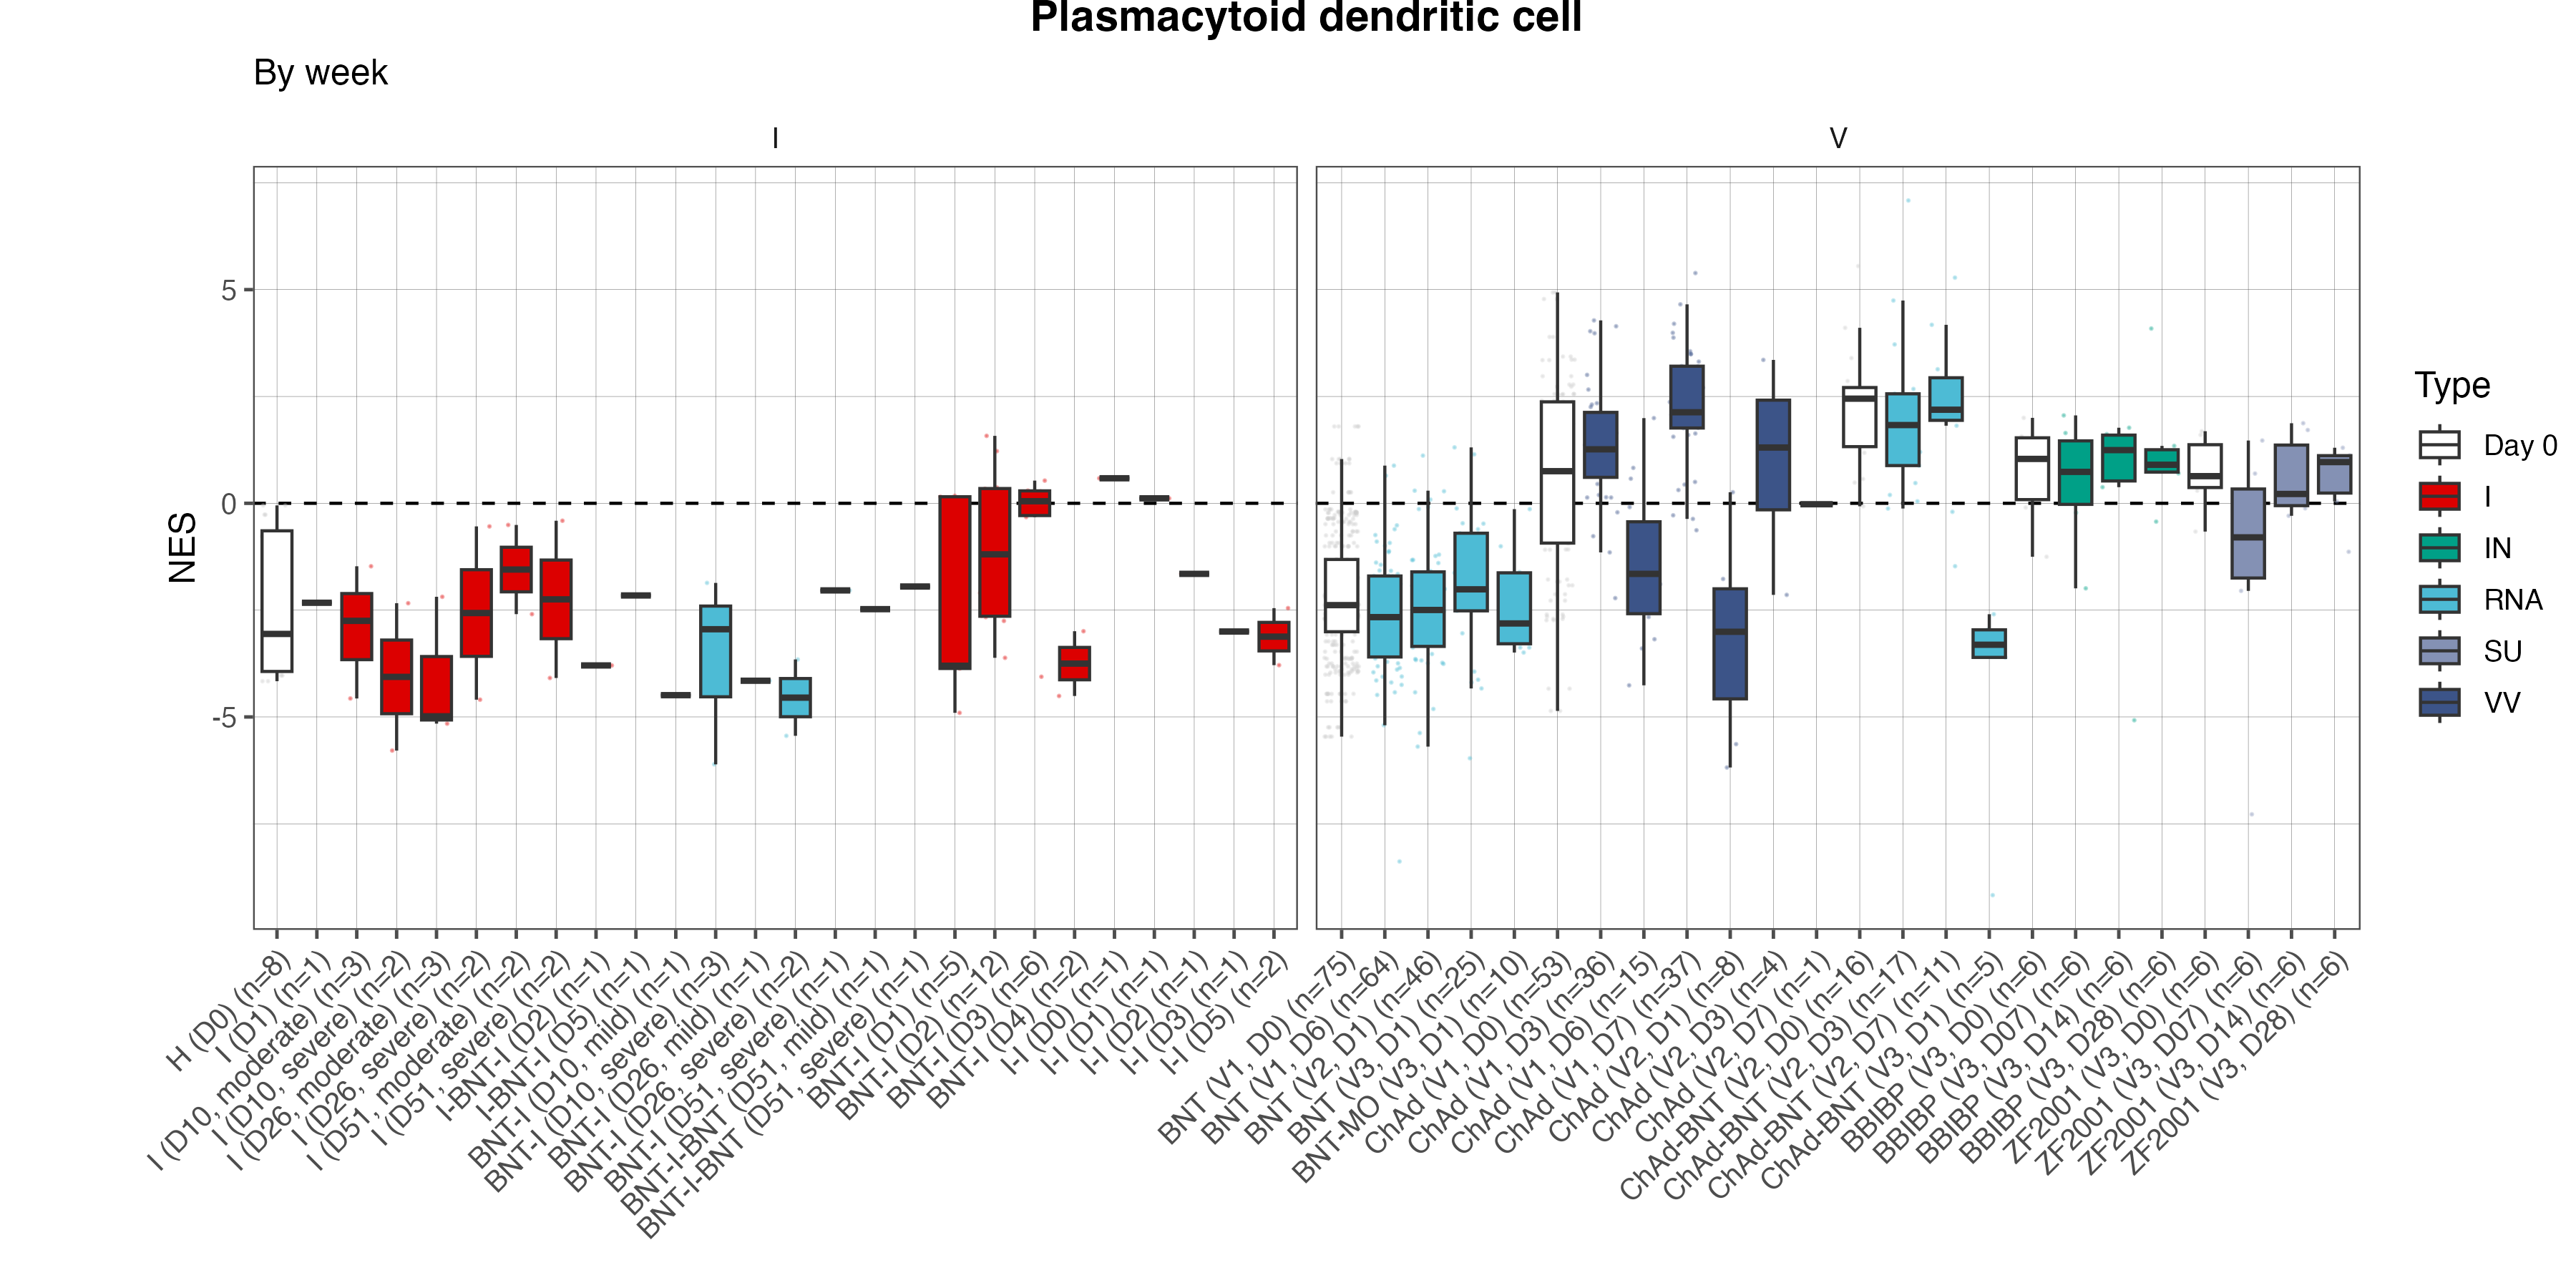 Plasmacytoid dendritic cell
By week
I
V
NES
5
0
-5
H (D0) (n=8)
I (D1) (n=1)
I (D10, moderate) (n=3)
I (D10, severe) (n=2)
I (D26, moderate) (n=3)
I (D26, severe) (n=2)
I (D51, moderate) (n=2)
I (D51, severe) (n=2)
I-BNT-I (D2) (n=1)
I-BNT-I (D5) (n=1)
BNT-I (D10, mild) (n=1)
BNT-I (D10, severe) (n=3)
BNT-I (D26, mild) (n=1)
BNT-I (D26, severe) (n=2)
BNT-I (D51, severe) (n=1)
BNT-I-BNT (D51, mild) (n=1)
BNT-I-BNT (D51, severe) (n=1)
BNT-I (D1) (n=5)
BNT-I (D2) (n=12)
BNT-I (D3) (n=6)
BNT-I (D4) (n=2)
I-I (D0) (n=1)
I-I (D1) (n=1)
I-I (D2) (n=1)
I-I (D3) (n=1)
I-I (D5) (n=2)
BNT (V1, D0) (n=75)
BNT (V1, D6) (n=64)
BNT (V2, D1) (n=46)
BNT (V3, D1) (n=25)
BNT-MO (V3, D1) (n=10)
ChAd (V1, D0) (n=53)
ChAd (V1, D3) (n=36)
ChAd (V1, D6) (n=15)
ChAd (V1, D7) (n=37)
ChAd (V2, D1) (n=8)
ChAd (V2, D3) (n=4)
ChAd (V2, D7) (n=1)
ChAd-BNT (V2, D0) (n=16)
ChAd-BNT (V2, D3) (n=17)
ChAd-BNT (V2, D7) (n=11)
ChAd-BNT (V3, D1) (n=5)
BBIBP (V3, D0) (n=6)
BBIBP (V3, D07) (n=6)
BBIBP (V3, D14) (n=6)
BBIBP (V3, D28) (n=6)
ZF2001 (V3, D0) (n=6)
ZF2001 (V3, D07) (n=6)
ZF2001 (V3, D14) (n=6)
ZF2001 (V3, D28) (n=6)
Type
Day 0
I
IN
RNA
SU
VV